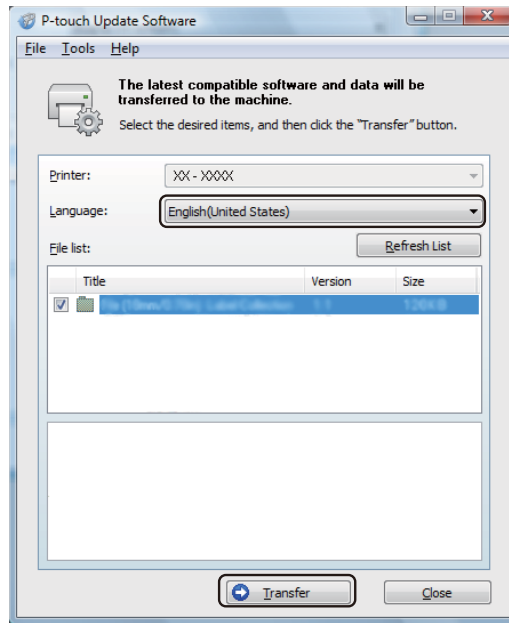 P-touch Update Software
File Tools Help
The latest compatible software and data will be
transferred to the machine.
Select the desired items, and then click the "Transfer" button.
Printer: XX - XXXX
Language: English(United States)
File list: Refresh List
Title Version Size
Transfer Close